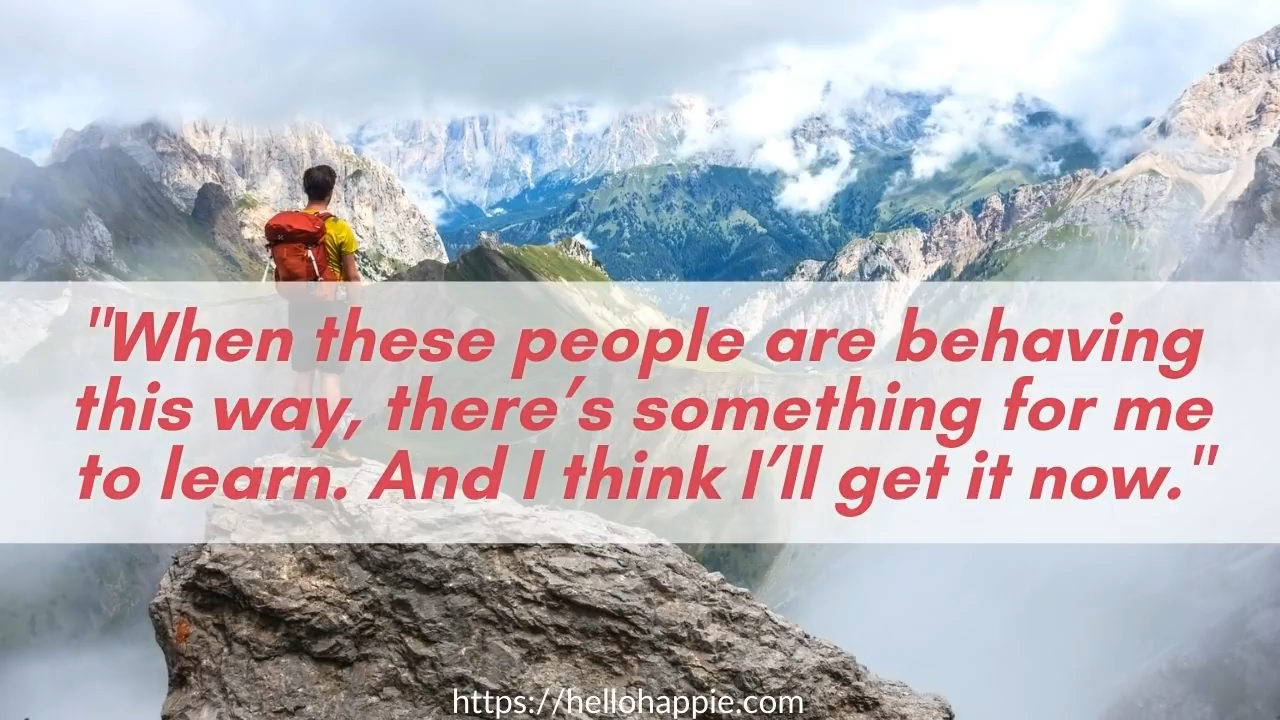 "When these people are behaving
this way, there’s something for me
to learn. And I think I’ll get it now."
https://hellohappie.com